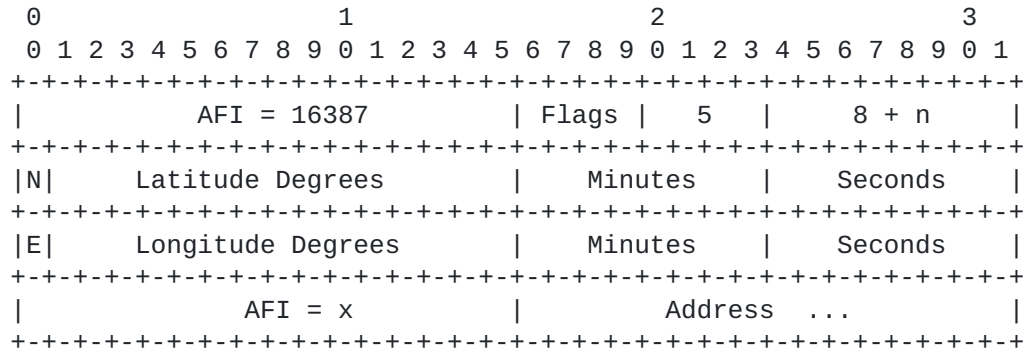 0                   1                   2                   3
 0 1 2 3 4 5 6 7 8 9 0 1 2 3 4 5 6 7 8 9 0 1 2 3 4 5 6 7 8 9 0 1
+-+-+-+-+-+-+-+-+-+-+-+-+-+-+-+-+-+-+-+-+-+-+-+-+-+-+-+-+-+-+-+-+
|           AFI = 16387         | Flags |   5   |     8 + n     |
+-+-+-+-+-+-+-+-+-+-+-+-+-+-+-+-+-+-+-+-+-+-+-+-+-+-+-+-+-+-+-+-+
|N|     Latitude Degrees        |    Minutes    |    Seconds    |
+-+-+-+-+-+-+-+-+-+-+-+-+-+-+-+-+-+-+-+-+-+-+-+-+-+-+-+-+-+-+-+-+
|E|     Longitude Degrees       |    Minutes    |    Seconds    |
+-+-+-+-+-+-+-+-+-+-+-+-+-+-+-+-+-+-+-+-+-+-+-+-+-+-+-+-+-+-+-+-+
|              AFI = x          |         Address  ...          |
+-+-+-+-+-+-+-+-+-+-+-+-+-+-+-+-+-+-+-+-+-+-+-+-+-+-+-+-+-+-+-+-+